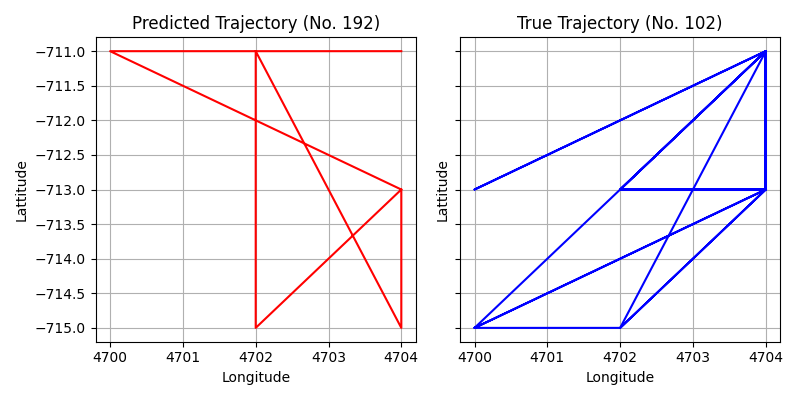 Predicted Trajectory (No. 192)
True Trajectory (No. 102)
Lattitude
−711.0
−711.5
−712.0
−712.5
−713.0
−713.5
−714.0
−714.5
−715.0
4700 4701 4702 4703 4704
Longitude
Lattitude
4700 4701 4702 4703 4704
Longitude